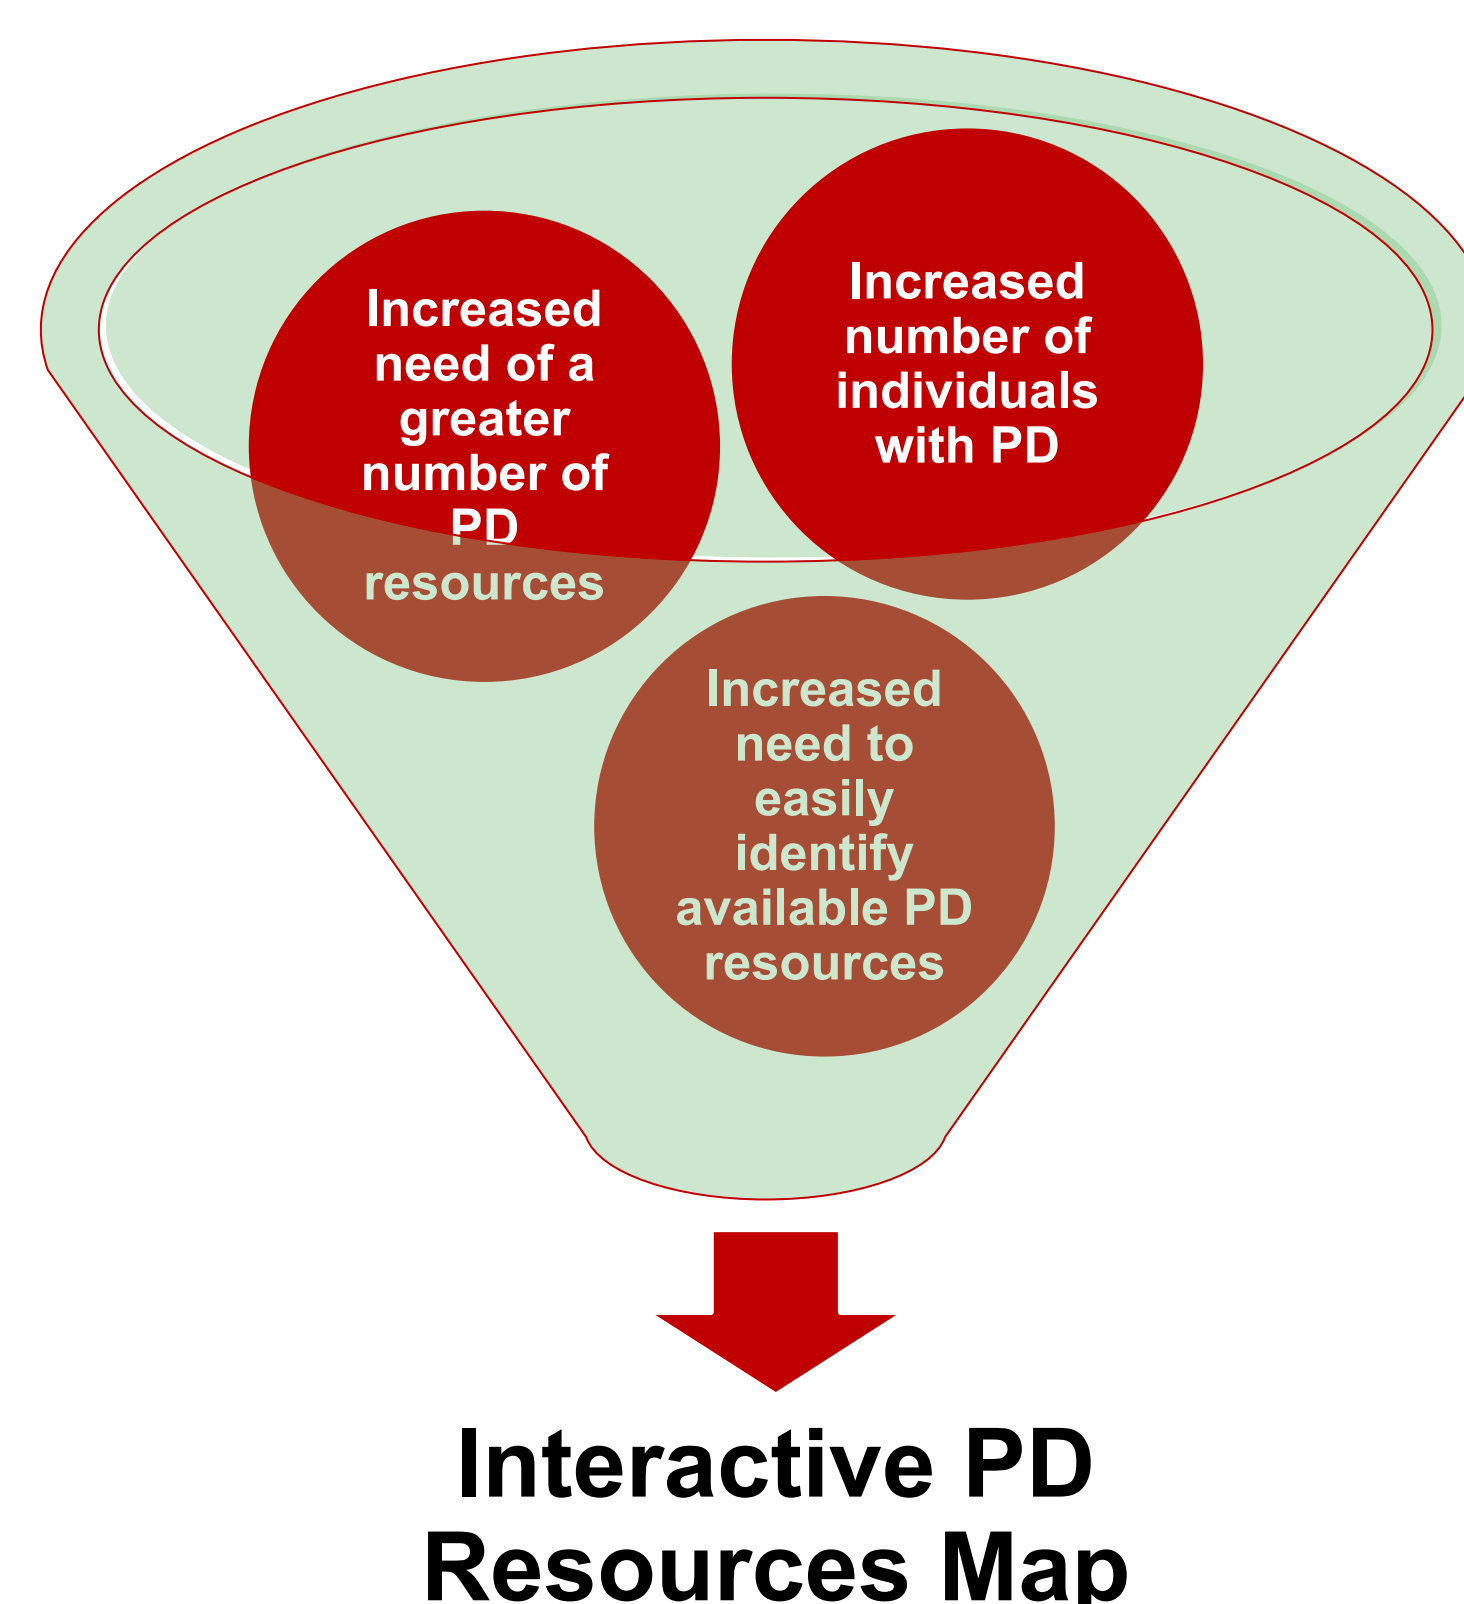 Increased
need of a
greater
number of
PD
resources
Increased
number of
individuals
with PD
Increased
need to
easily
identify
available PD
resources
Interactive PD
Resources Map